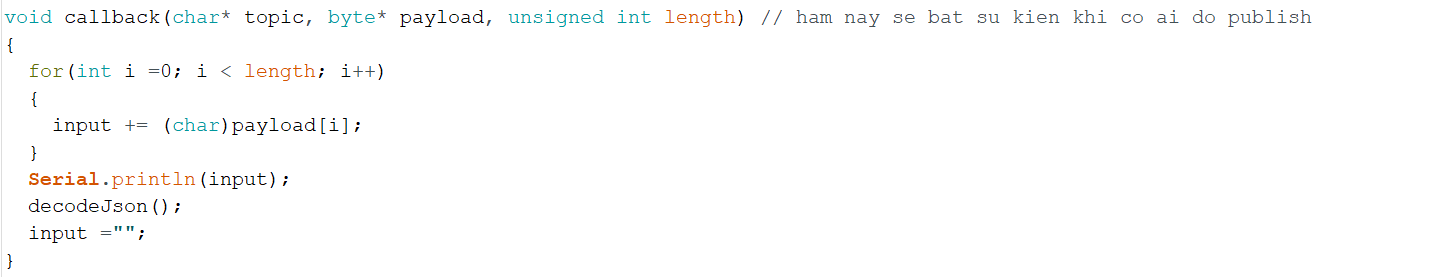 void callback(char* topic, byte* payload, unsigned int length) // ham nay se bat su kien khi co ai do publish
{
  for(int i =0; i < length; i++)
  {
    input += (char)payload[i];
  }
  Serial.println(input);
  decodeJson();
  input ="";
}